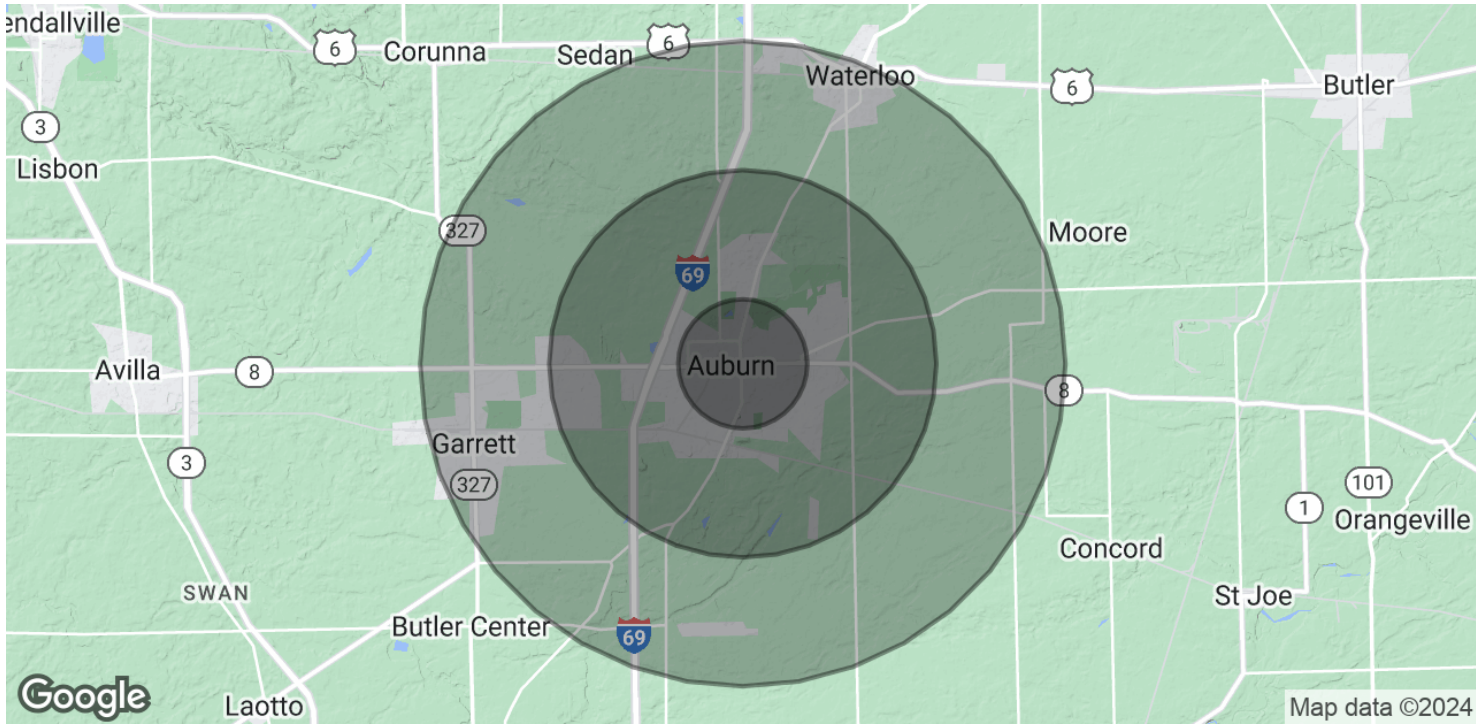 endallville
6
Corunna
Sedan
6
Waterloo
6
Butler
3
Lisbon
327
Moore
69
Avilla
8
Auburn
8
Garrett
3
327
101
1
Orangeville
Concord
SWAN
St Joe
Butler Center
69
Laotto
Google
Map data ©2024